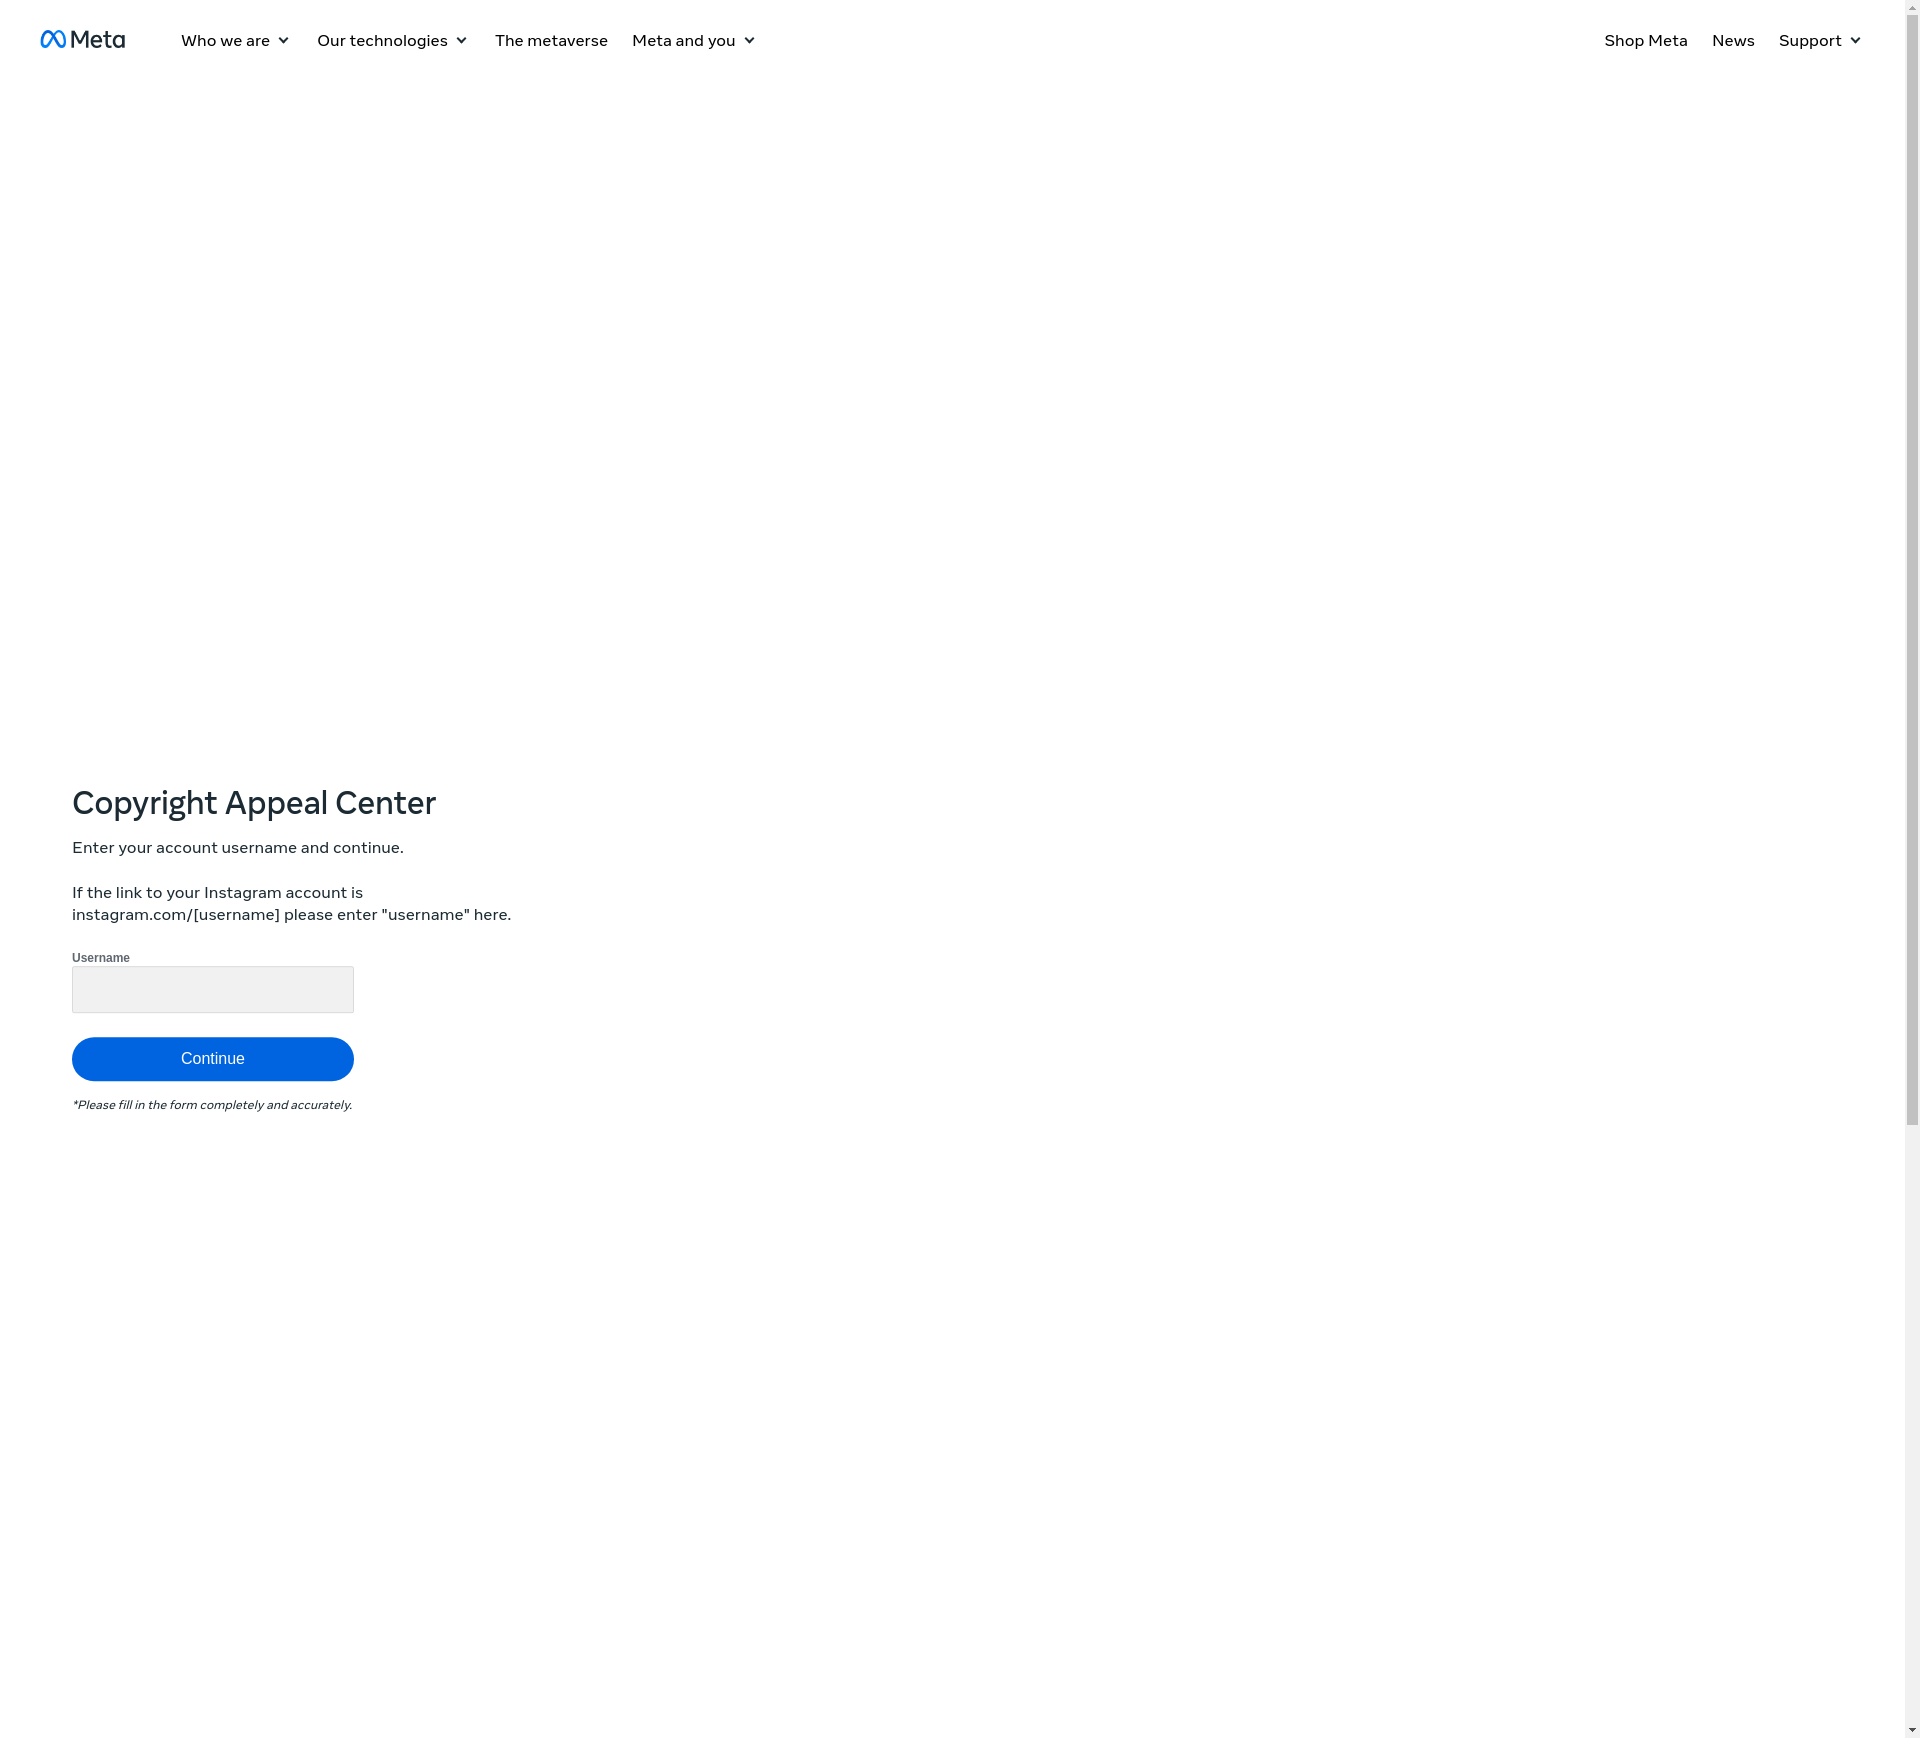 Meta
Who we are
Our technologies
The metaverse
Meta and you
Shop Meta
News
Support
Copyright Appeal Center
Enter your account username and continue.
If the link to your Instagram account is
instagram.com/[username] please enter "username" here.
Username
Continue
*Please fill in the form completely and accurately.